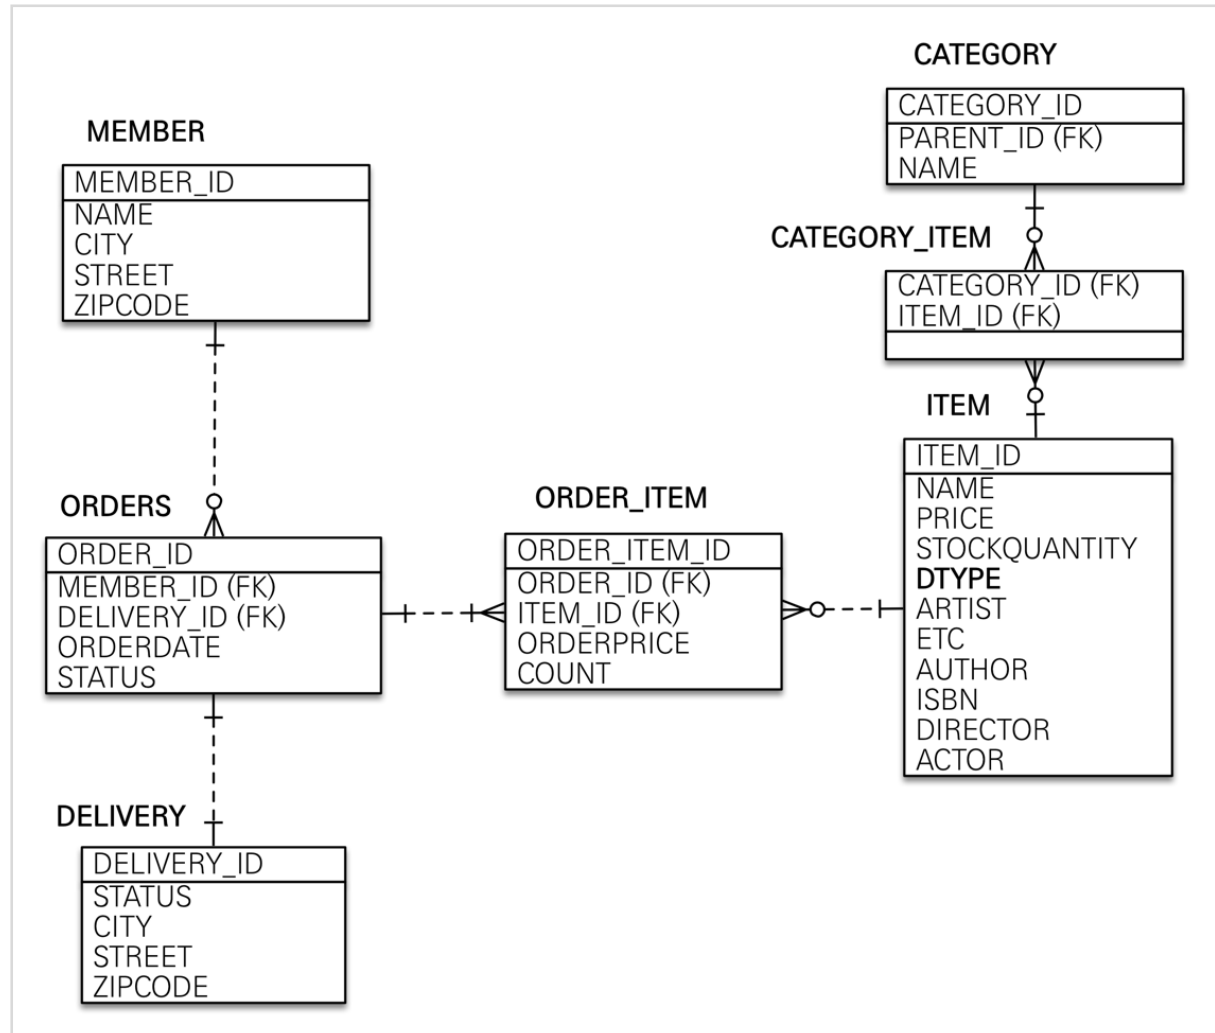 MEMBER
MEMBER_ID
NAME
CITY
STREET
ZIPCODE
CATEGORY
CATEGORY_ID
PARENT_ID (FK)
NAME
CATEGORY_ITEM
CATEGORY_ID (FK)
ITEM_ID (FK)
ORDERS
ORDER_ID
MEMBER_ID (FK)
DELIVERY_ID (FK)
ORDERDATE
STATUS
ORDER_ITEM
ORDER_ITEM_ID
ORDER_ID (FK)
ITEM_ID (FK)
ORDERPRICE
COUNT
ITEM
ITEM_ID
NAME
PRICE
STOCKQUANTITY
DTYPE
ARTIST
ETC
AUTHOR
ISBN
DIRECTOR
ACTOR
DELIVERY
DELIVERY_ID
STATUS
CITY
STREET
ZIPCODE